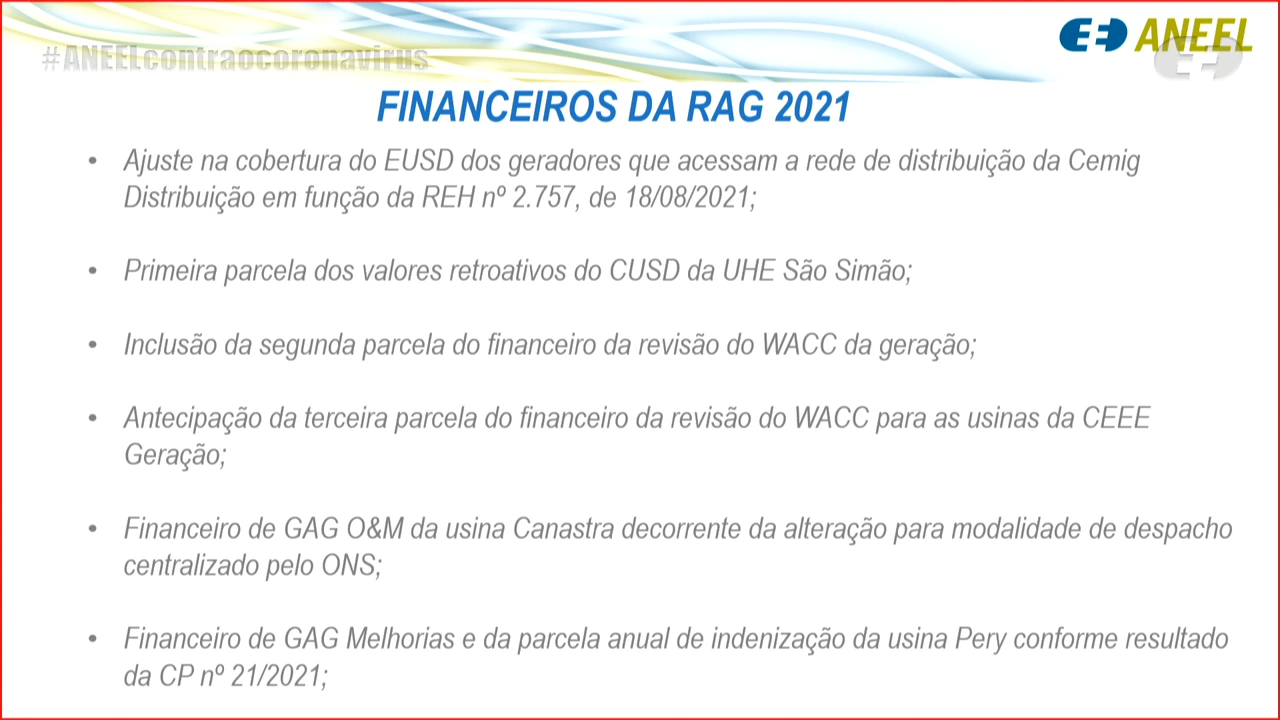 #ANEELcontraocoronavirus
ANEEL
FINANCEIROS DA RAG 2021
• Ajuste na cobertura do EUSD dos geradores que acessam a rede de distribuição da Cemig
Distribuição em função da REH nº 2.757, de 18/08/2021;
• Primeira parcela dos valores retroativos do CUSD da UHE São Simão;
• Inclusão da segunda parcela do financeiro da revisão do WACC da geração;
• Antecipação da terceira parcela do financeiro da revisão do WACC para as usinas da CEEE
Geração;
• Financeiro de GAG O&M da usina Canastra decorrente da alteração para modalidade de despacho
centralizado pelo ONS;
• Financeiro de GAG Melhorias e da parcela anual de indenização da usina Pery conforme resultado
da CP nº 21/2021;